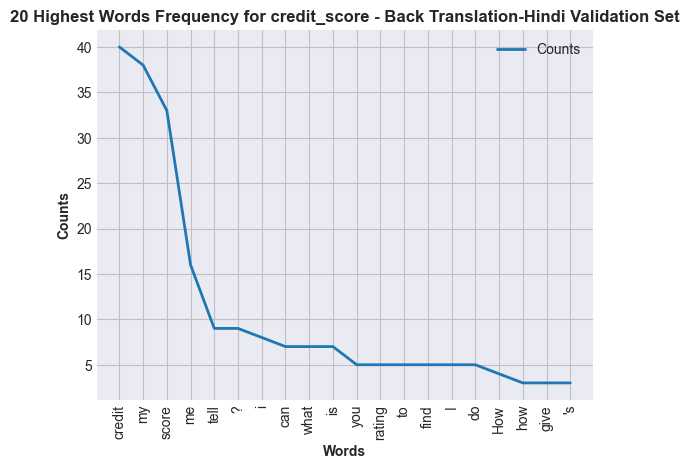 20 Highest Words Frequency for credit_score - Back Translation-Hindi Validation Set
Counts
40
35
30
25
20
15
10
5
Counts
credit
my
score
me
tell
?
i
can
what
is
you
rating
to
find
I
do
How
how
give
's
Words